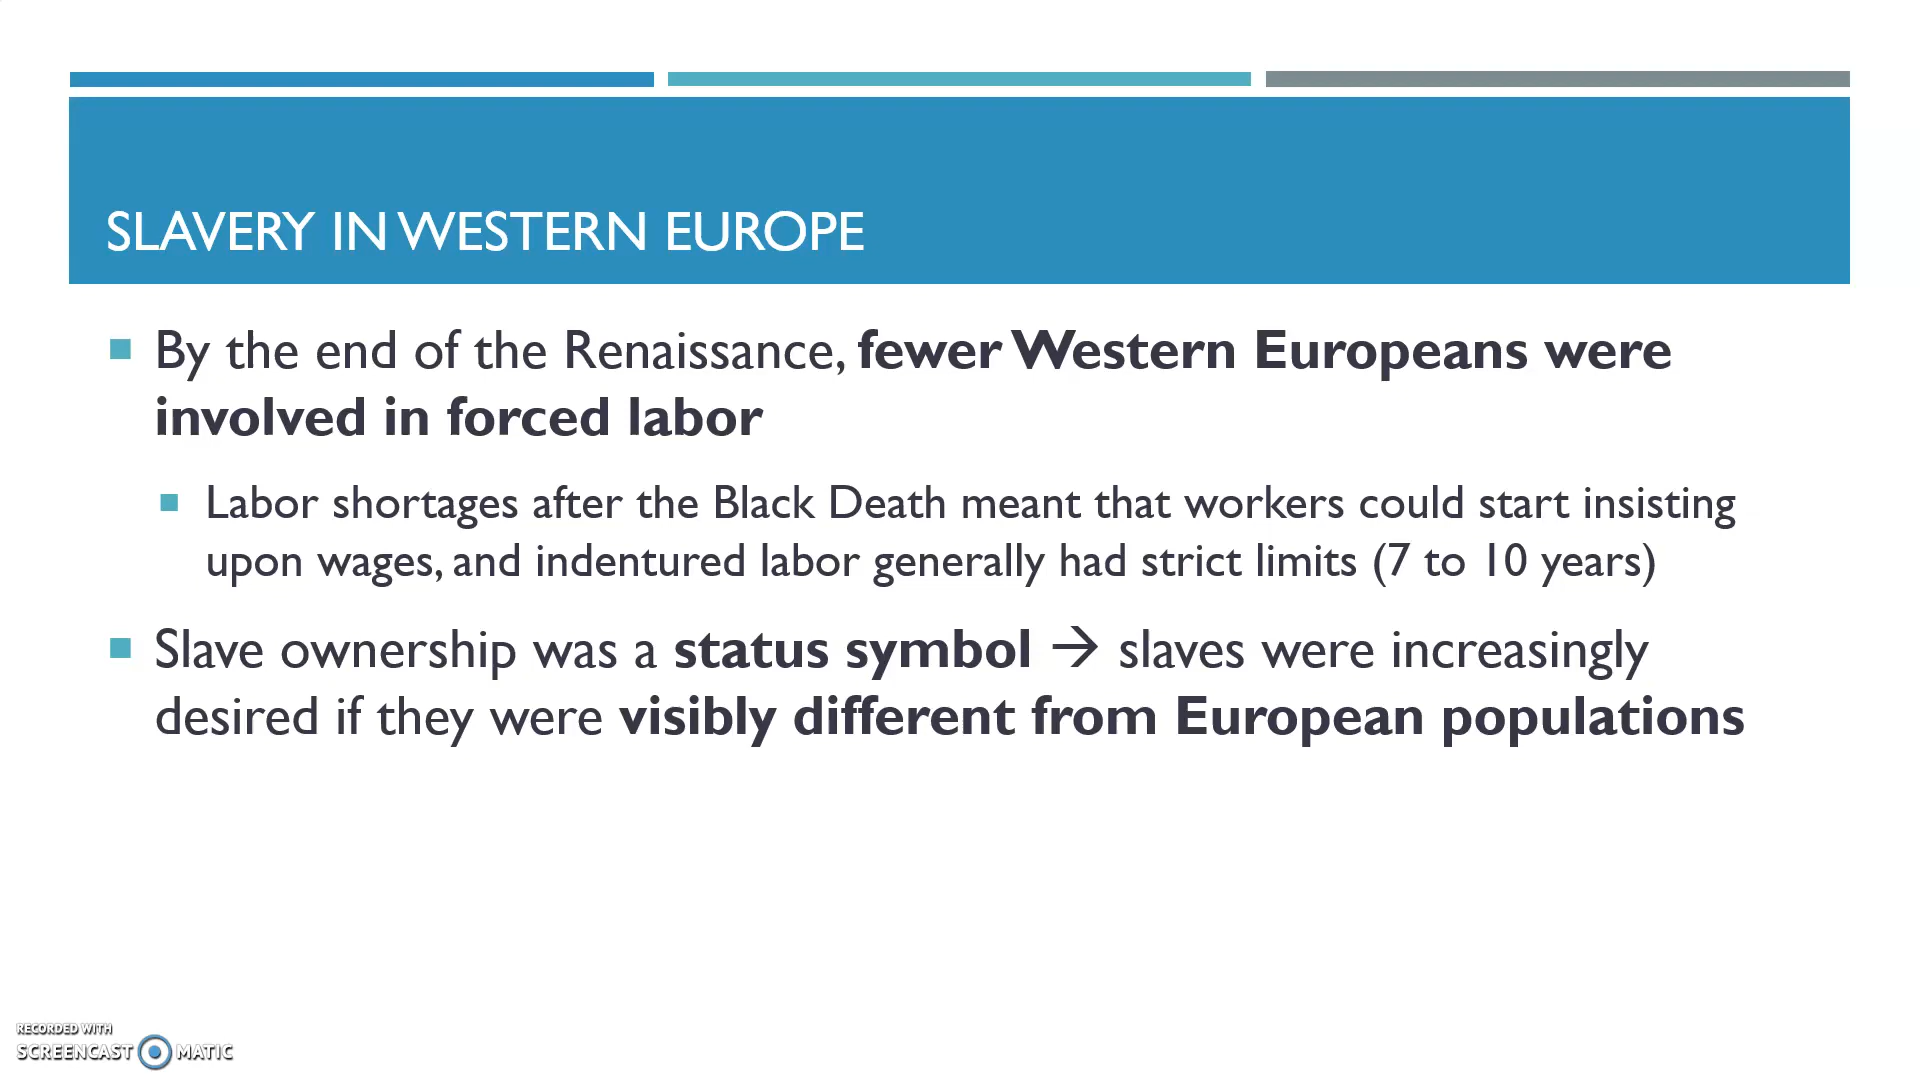 SLAVERY IN WESTERN EUROPE
By the end of the Renaissance, fewer Western Europeans were
involved in forced labor
Labor shortages after the Black Death meant that workers could start insisting
upon wages, and indentured labor generally had strict limits (7 to 10 years)
Slave ownership was a status symbol → slaves were increasingly
desired if they were visibly different from European populations
RECORDED WITH
SCREENCAST MATIC